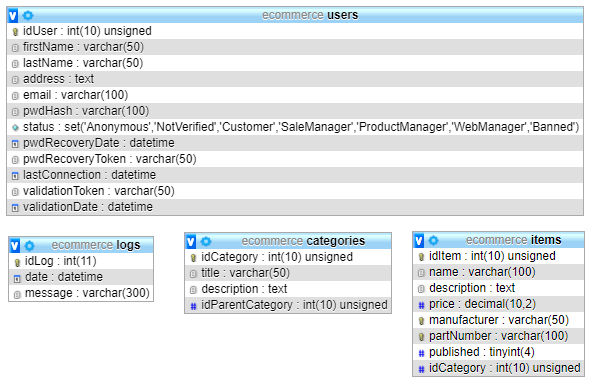 ecommerce users
idUser : int(10) unsigned
firstName : varchar(50)
lastName : varchar(50)
address : text
email : varchar(100)
pwdHash : varchar(100)
status : set('Anonymous','NotVerified','Customer','SaleManager','ProductManager','WebManager','Banned')
pwdRecoveryDate : datetime
pwdRecoveryToken : varchar(50)
lastConnection : datetime
validationToken : varchar(50)
validationDate : datetime
ecommerce logs
idLog : int(11)
date : datetime
message : varchar(300)
ecommerce categories
idCategory : int(10) unsigned
title : varchar(50)
description : text
idParentCategory : int(10) unsigned
ecommerce items
idItem : int(10) unsigned
name : varchar(100)
description : text
price : decimal(10,2)
manufacturer : varchar(50)
partNumber : varchar(100)
published : tinyint(4)
idCategory : int(10) unsigned